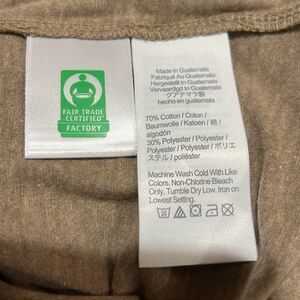 FAIR TRADE
CERTIFIED™
FACTORY
Made in Guatemala
Fabriqué Au Guatemala
Hergestellt In Guatemala
Vervaardigd in Guatemala
グアテマラ製
hecho en guatemala
70% Cotton / Coton /
Baumwolle / Katoen / 綿 /
algodón
30% Polyester / Polyester /
Polyester / Polyester / ポリエ
ステル / poliéster
Machine Wash Cold With Like
Colors. Non-Chlorine Bleach
Only. Tumble Dry Low. Iron on
Lowest Setting.